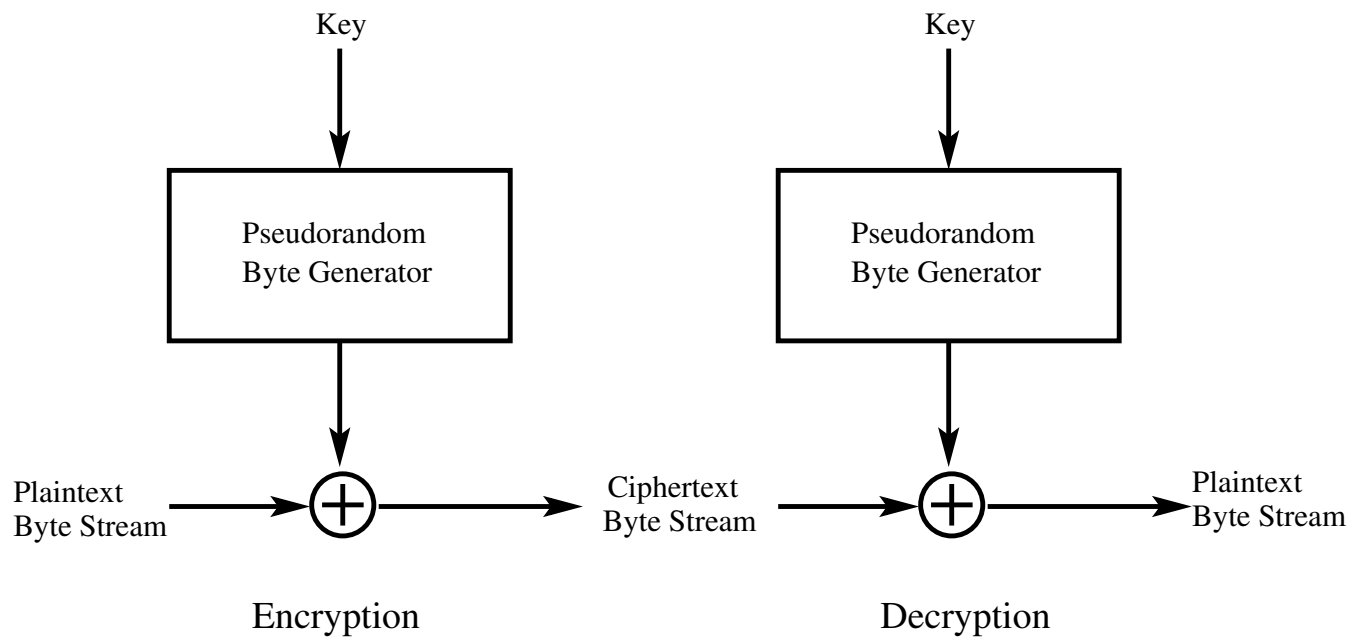 Key
Key
Pseudorandom
Byte Generator
Pseudorandom
Byte Generator
Plaintext
Byte Stream
Ciphertext
Byte Stream
Plaintext
Byte Stream
Encryption
Decryption